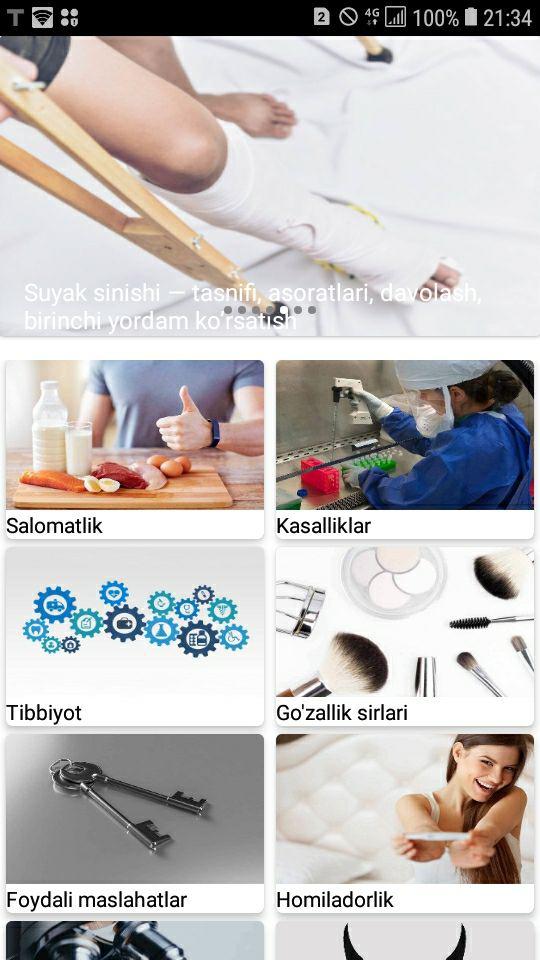 2 4G 100% 21:34
Suyak sinishi — tasnifi, asoratlari, davolash,
birinchi yordam ko'rsatish
Salomatlik
Kasalliklar
Tibbiyot
Go'zallik sirlari
Foydali maslahatlar
Homiladorlik